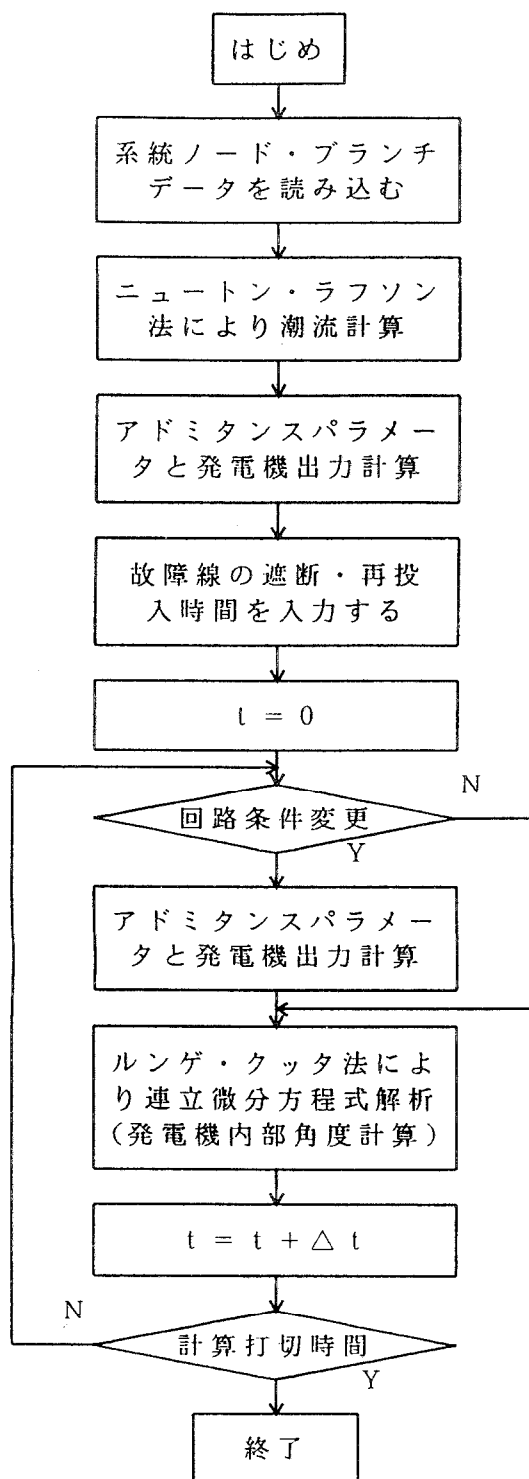 はじめ
系統ノード・ブランチ
データを読み込む
ニュートン・ラフソン
法により潮流計算
アドミタンスパラメー
タと発電機出力計算
故障線の遮断・再投
入時間を入力する
t = 0
N
回路条件変更
Y
アドミタンスパラメー
タと発電機出力計算
ルンゲ・クッタ法によ
り連立微分方程式解析
(発電機内部角度計算)
t = t + △ t
N
計算打切時間
Y
終了